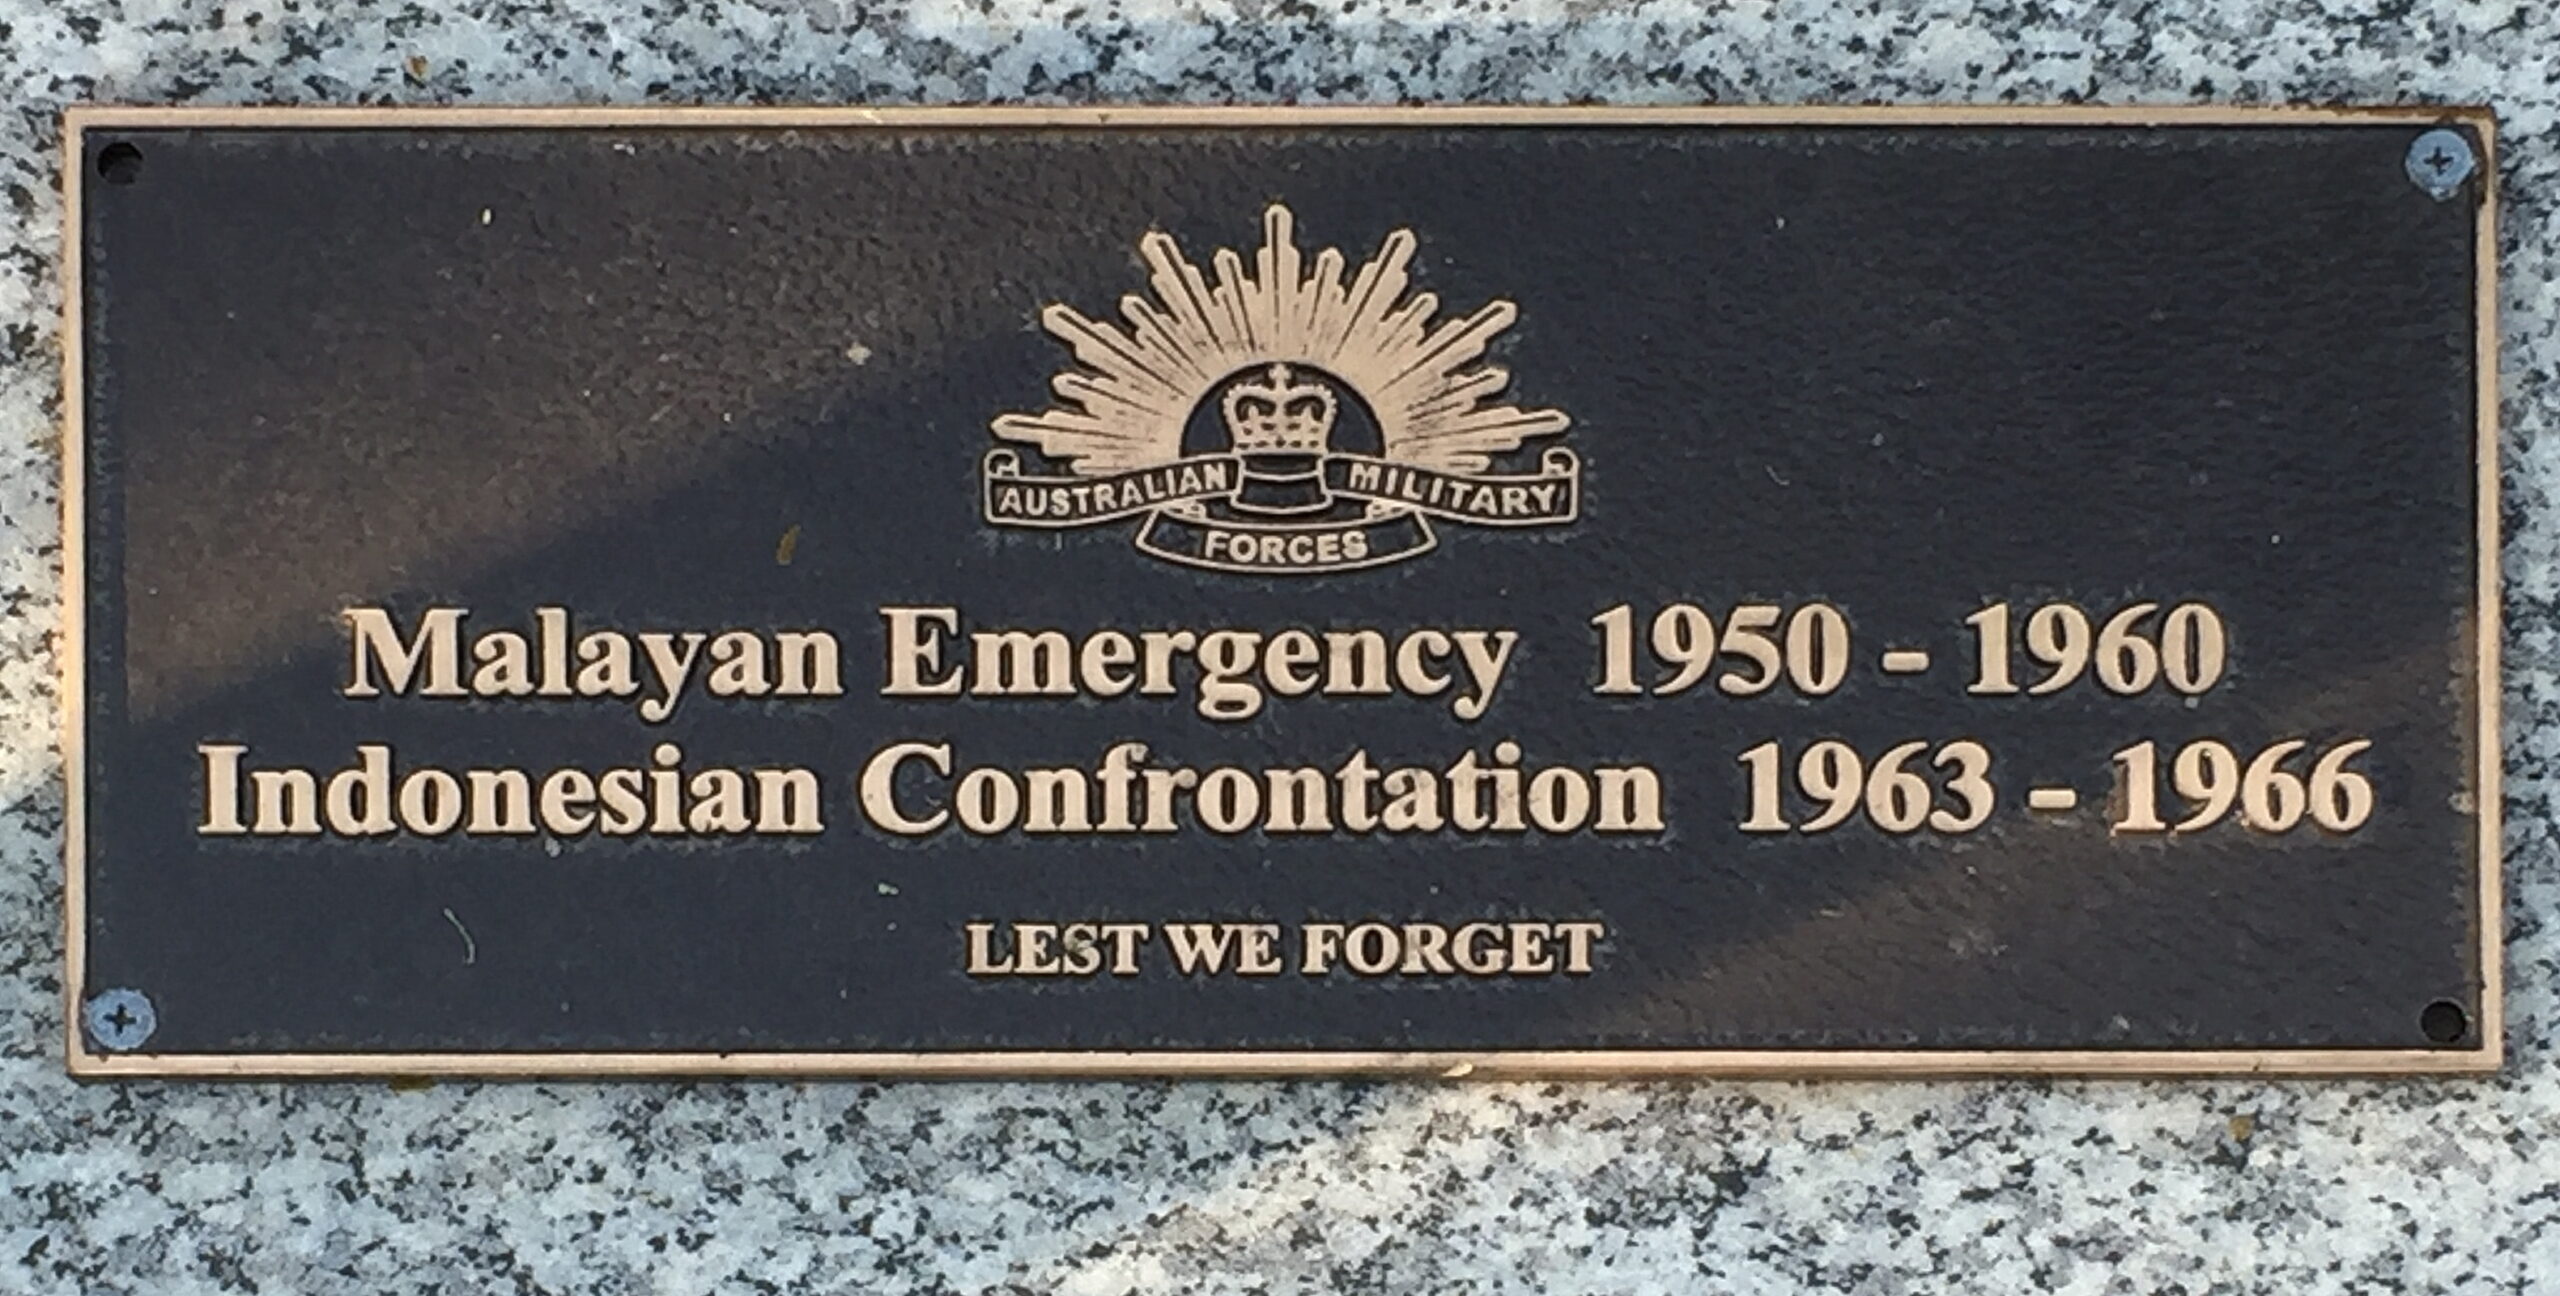 AUSTRALIAN MILITARY
FORCES
Malayan Emergency 1950 - 1960
Indonesian Confrontation 1963 - 1966
LEST WE FORGET